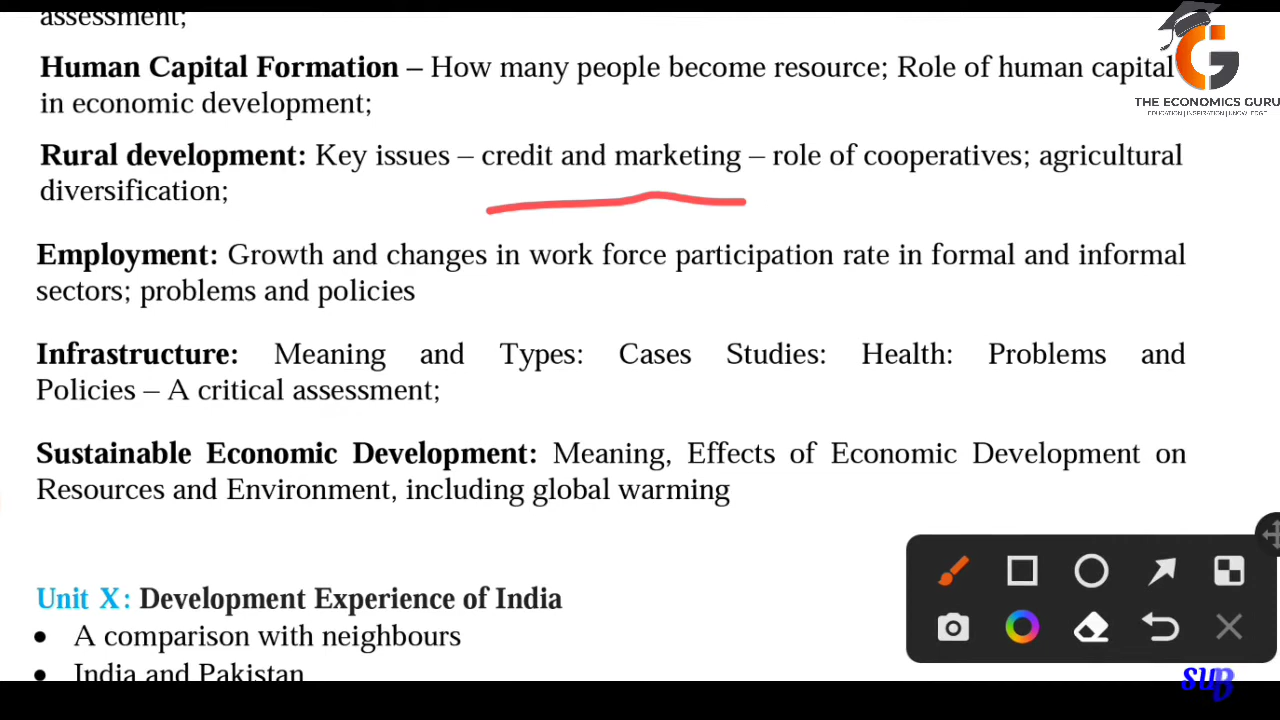 assessment;
THE ECONOMICS GURU
EDUCATION | INSPIRATION | KNOWLEDGE
Human Capital Formation – How many people become resource; Role of human capital
in economic development;
Rural development: Key issues – credit and marketing – role of cooperatives; agricultural
diversification;
Employment: Growth and changes in work force participation rate in formal and informal
sectors; problems and policies
Infrastructure: Meaning and Types: Cases Studies: Health: Problems and
Policies – A critical assessment;
Sustainable Economic Development: Meaning, Effects of Economic Development on
Resources and Environment, including global warming
Unit X: Development Experience of India
• A comparison with neighbours
• India and Pakistan
SUB